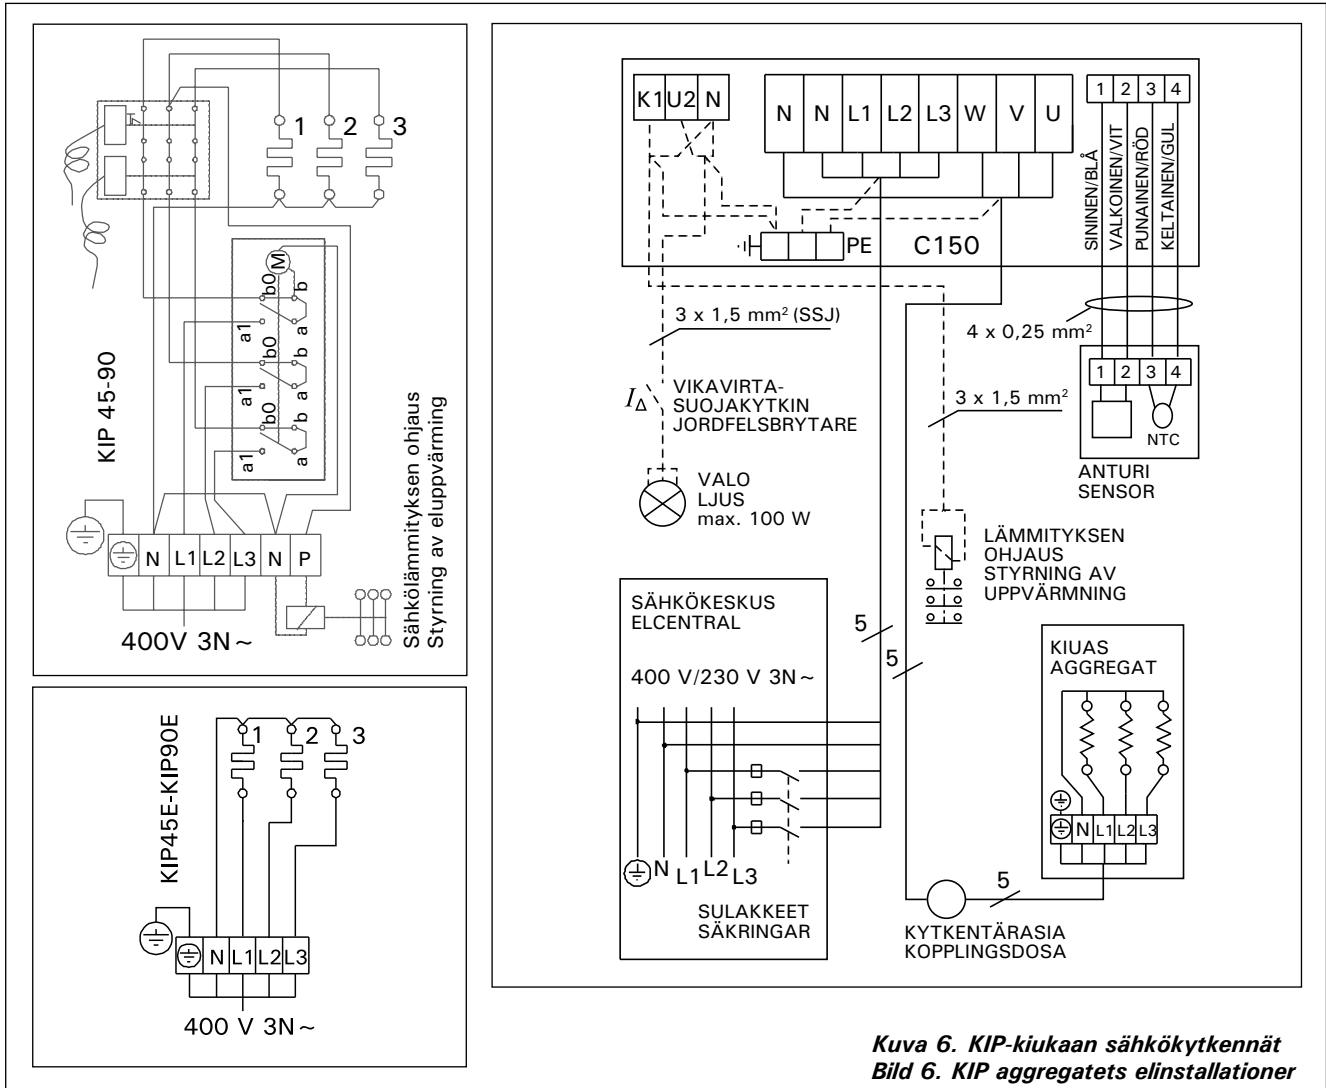 1
2
3
KIP 45-90
M
b0
b
a1
a
b0
b
a1
a
b0
b
a1
a
Sähkölämmityksen ohjaus
Styrning av eluppvärming
N L1 L2 L3 N P
400V 3N~
KIP45E-KIP90E
1
2
3
N L1 L2 L3
400 V 3N~
K1 U2 N
N N L1 L2 L3 W V U
1 2 3 4
SININEN/BLÅ
VALKOINEN/VIT
PUNAINEN/RÖD
KELTAINEN/GUL
PE
C150
3 x 1,5 mm² (SSJ)
4 x 0,25 mm²
1 2 3 4
NTC
ANTURI
SENSOR
I∆
VIKAVIRTA-
SUOJAKYTKIN
JORDFELSBRYTARE
3 x 1,5 mm²
VALO
LJUS
max. 100 W
LÄMMITYKSEN
OHJAUS
STYRNING AV
UPPVÄRMNING
SÄHKÖKESKUS
ELCENTRAL
400 V/230 V 3N~
5
5
N L1 L2 L3
SULAKKEET
SÄKRINGAR
KIUAS
AGGREGAT
N L1 L2 L3
5
KYTKENTÄRASIA
KOPPLINGSDOSA
Kuva 6. KIP-kiukaan sähkökytkennät
Bild 6. KIP aggregatets elinstallationer